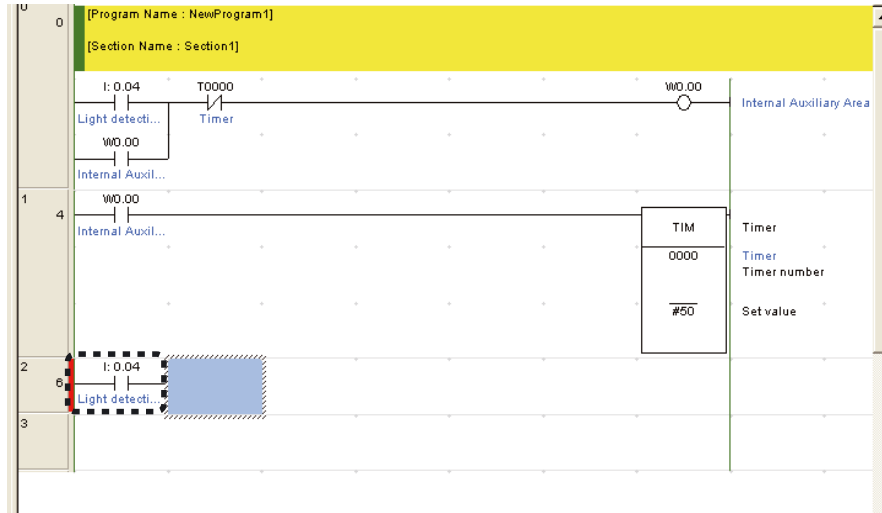 0
0
[Program Name : NewProgram1]
[Section Name : Section1]
I: 0.04
T0000
W0.00
Light detecti...
Timer
Internal Auxiliary Area
W0.00
Internal Auxil...
1
4
W0.00
Internal Auxil...
TIM
Timer
0000
Timer
Timer number
#50
Set value
2
6
I: 0.04
Light detecti...
3